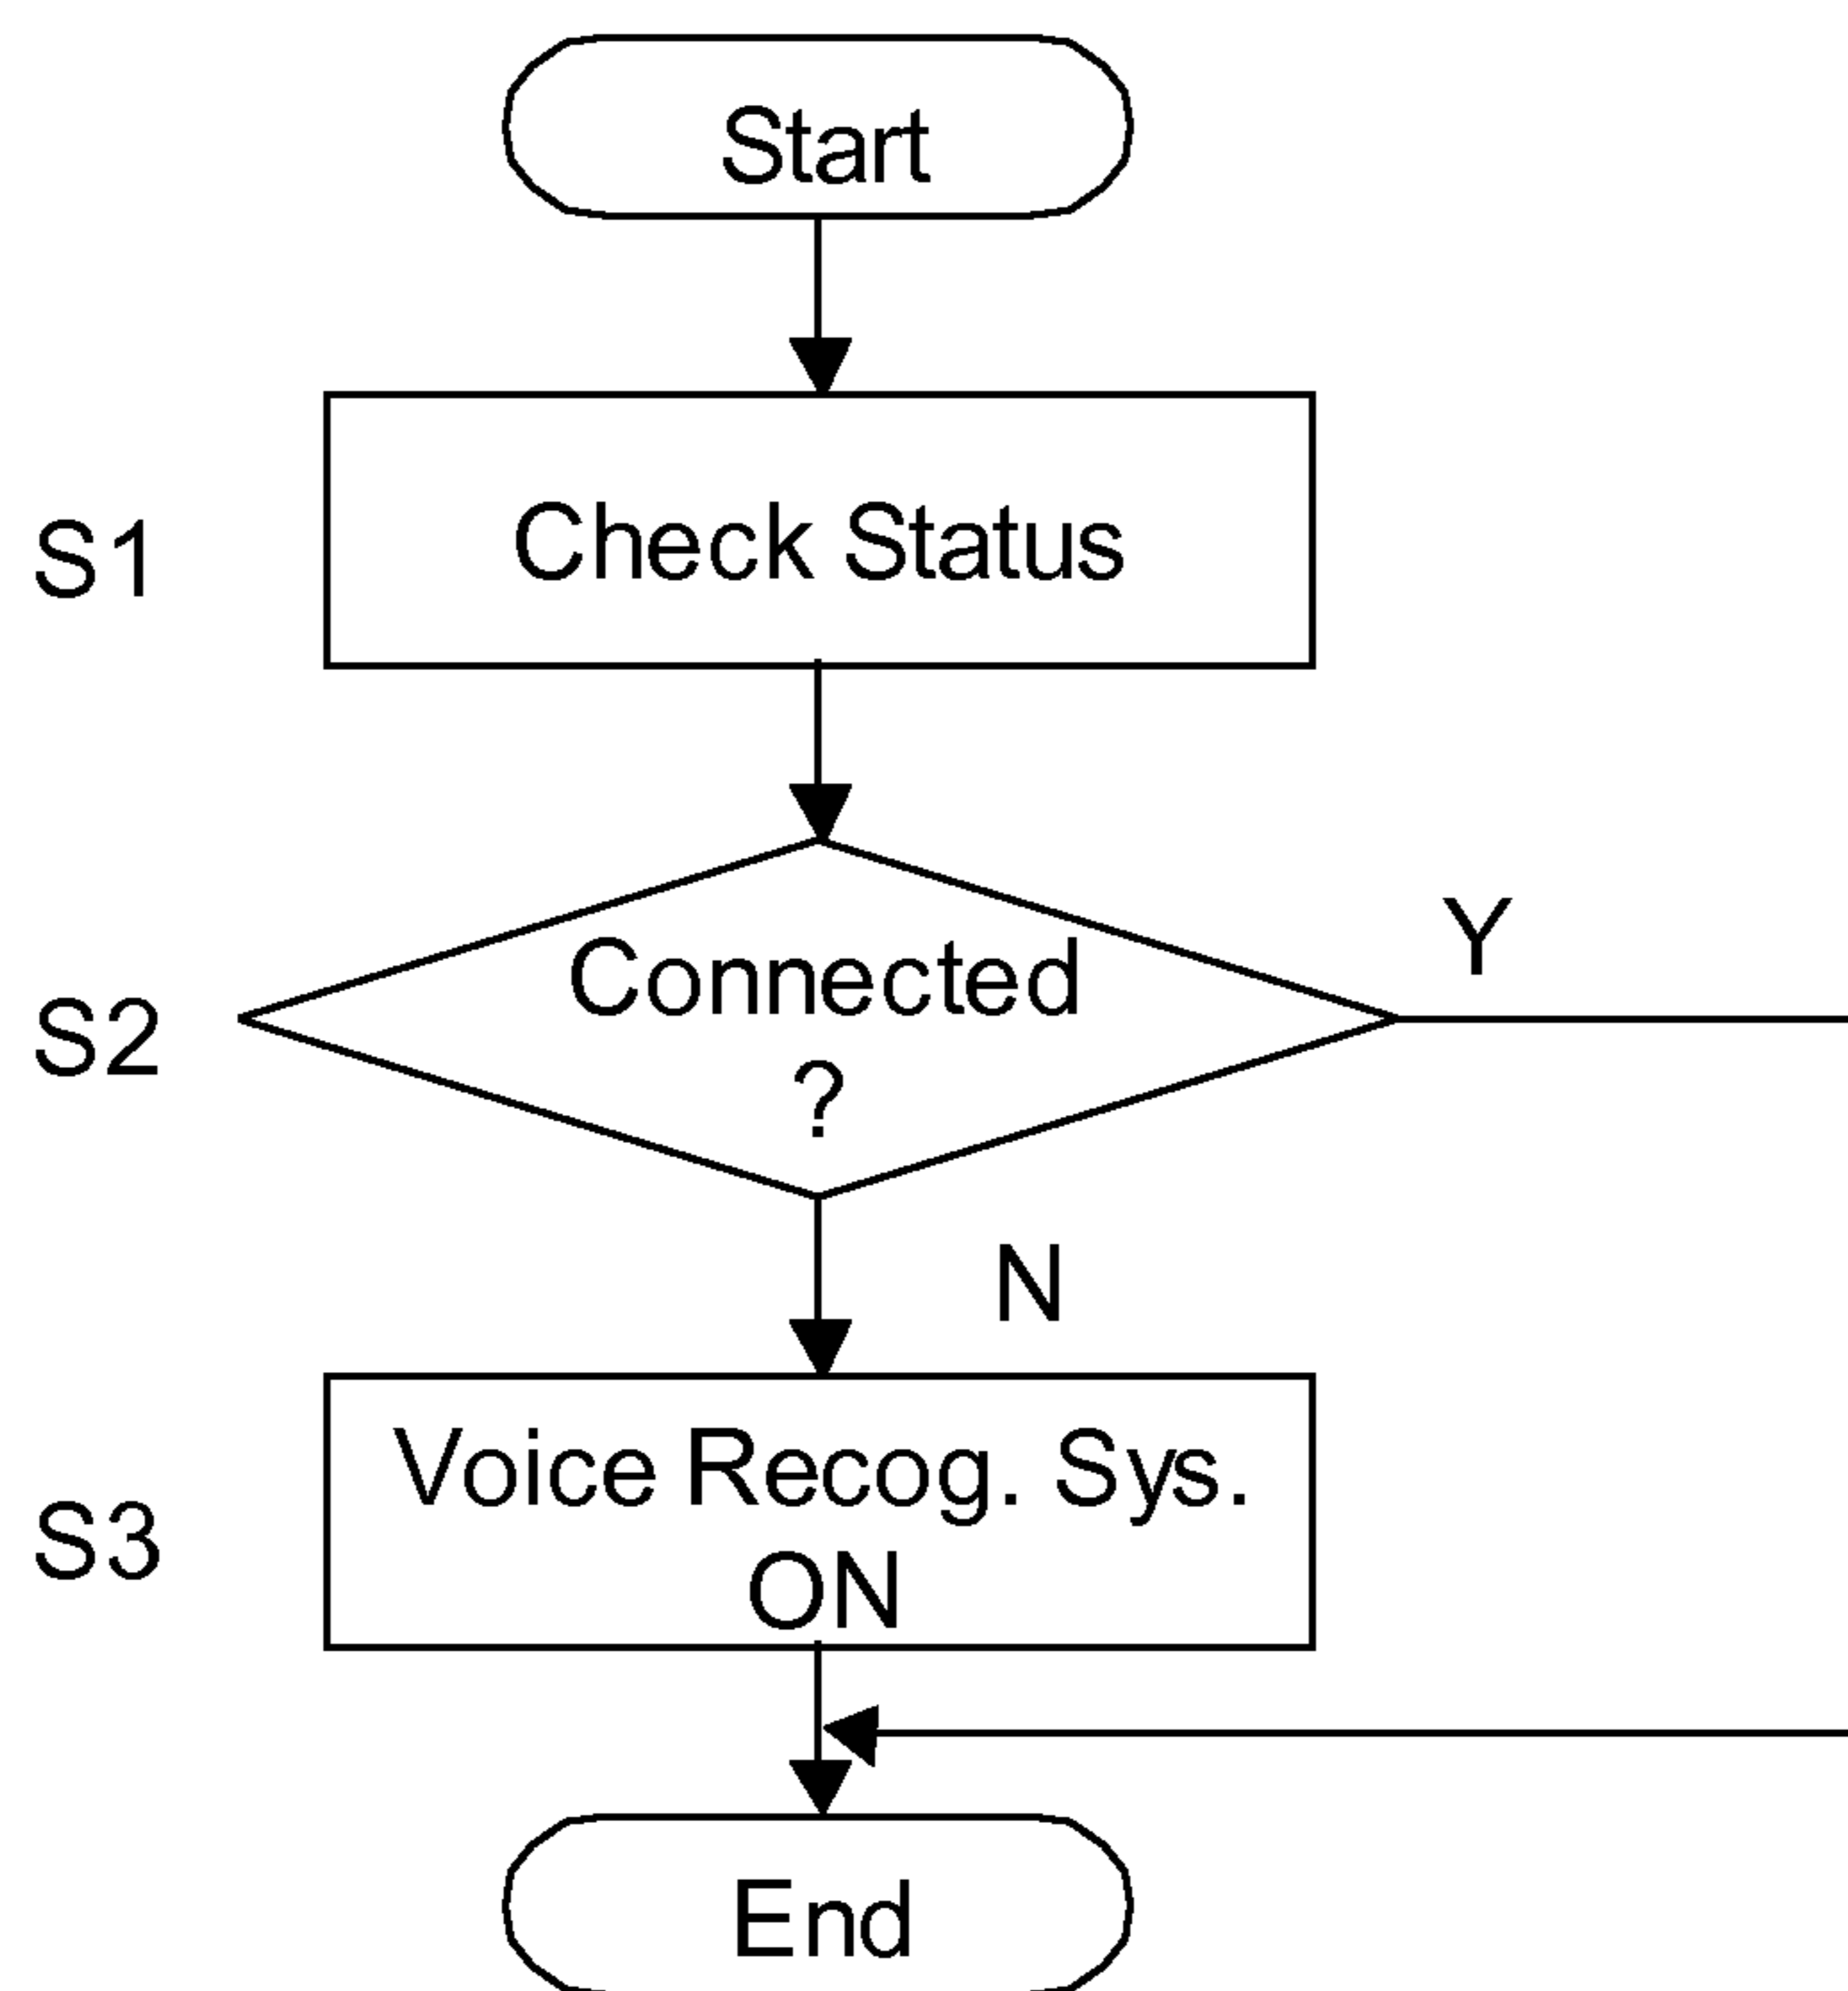 Start
S1
Check Status
S2
Connected
?
Y
N
S3
Voice Recog. Sys.
ON
End